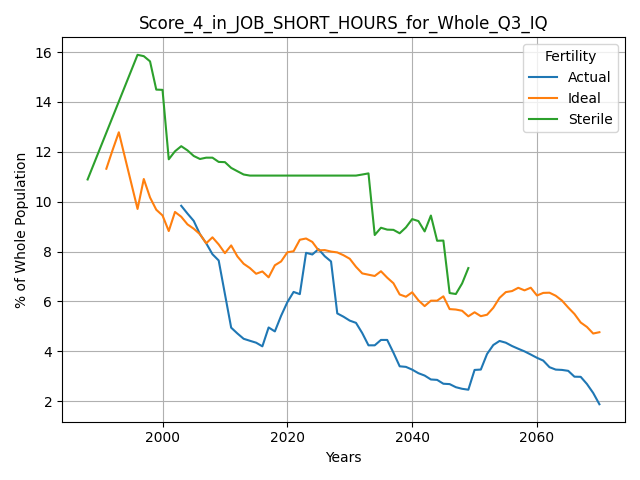 Score_4_in_JOB_SHORT_HOURS_for_Whole_Q3_IQ
Fertility
Actual
Ideal
Sterile
% of Whole Population
16
14
12
10
8
6
4
2
2000 2020 2040 2060
Years